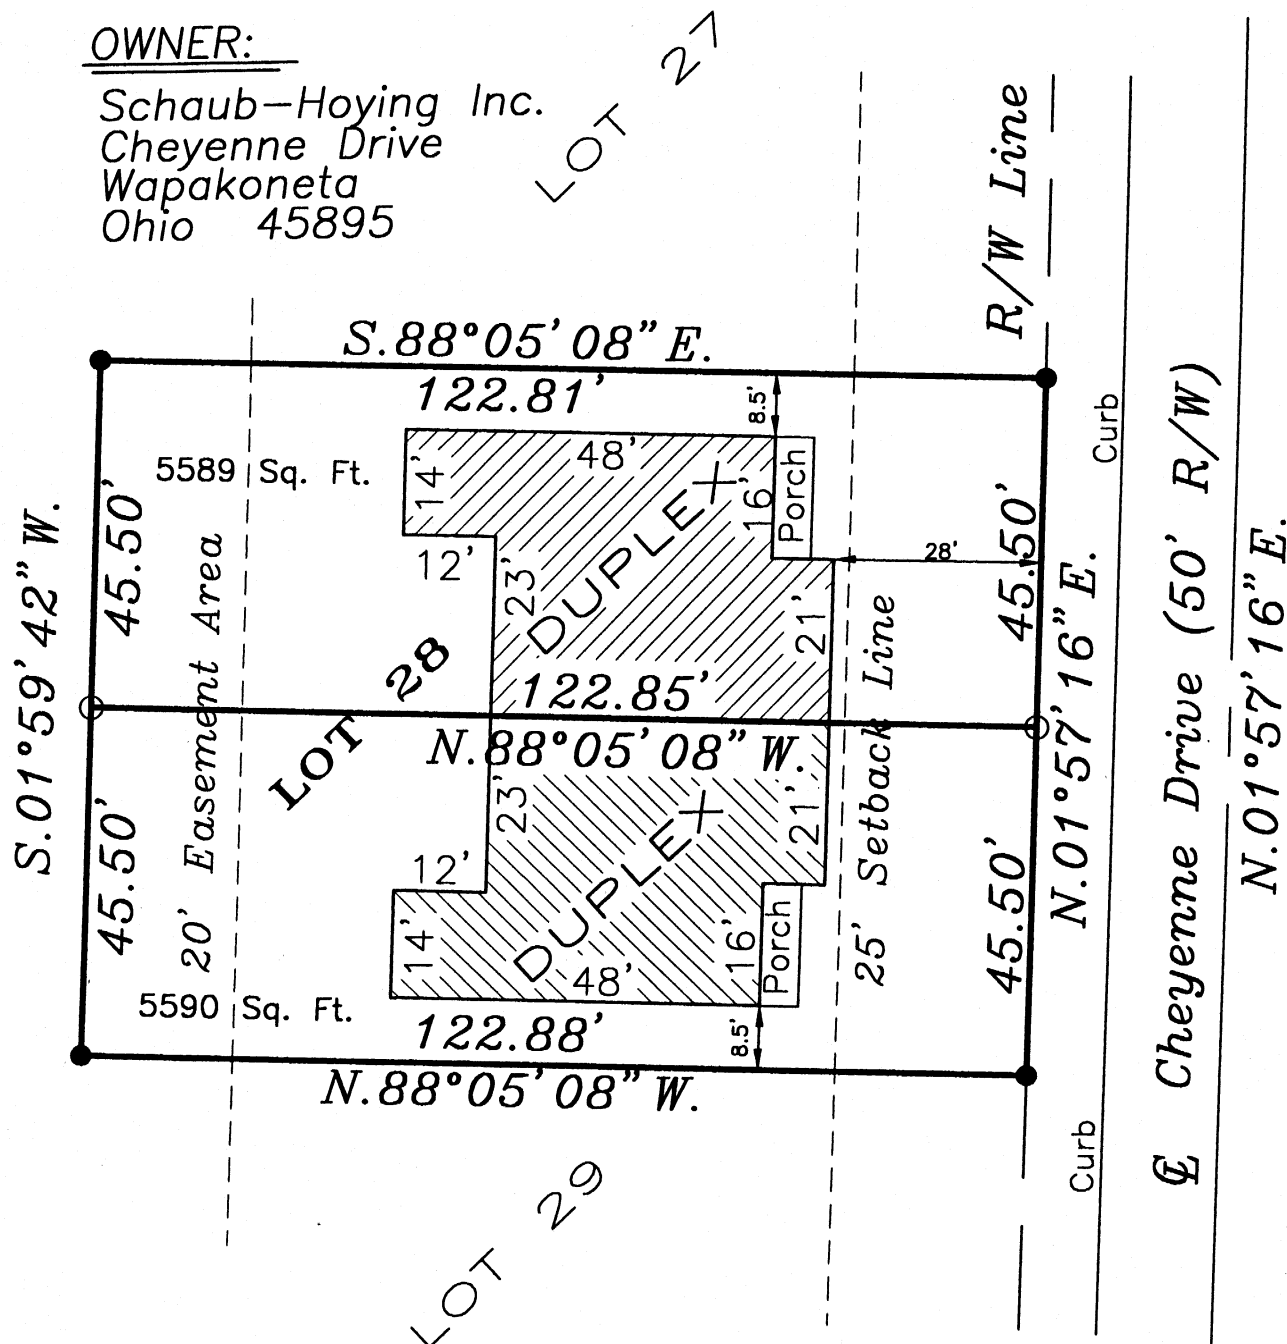 OWNER:
Schaub-Hoying Inc.
Cheyenne Drive
Wapakoneta
Ohio 45895
LOT 27
R/W Line
S.88°05'08"E.
122.81'
8.5'
Curb
5589 Sq. Ft.
48'
14'
16'
Porch
DUPLEX
12'
23'
21'
28'
45.50'
45.50'
S.01°59'42"W.
N.01°57'16"E.
Cheyenne Drive (50' R/W)
N.01°57'16"E.
20' Easement Area
25' Setback Line
LOT 28
122.85'
N.88°05'08"W.
23'
21'
DUPLEX
12'
14'
16'
Porch
48'
45.50'
45.50'
5590 Sq. Ft.
122.88'
8.5'
N.88°05'08"W.
Curb
℄
LOT 29